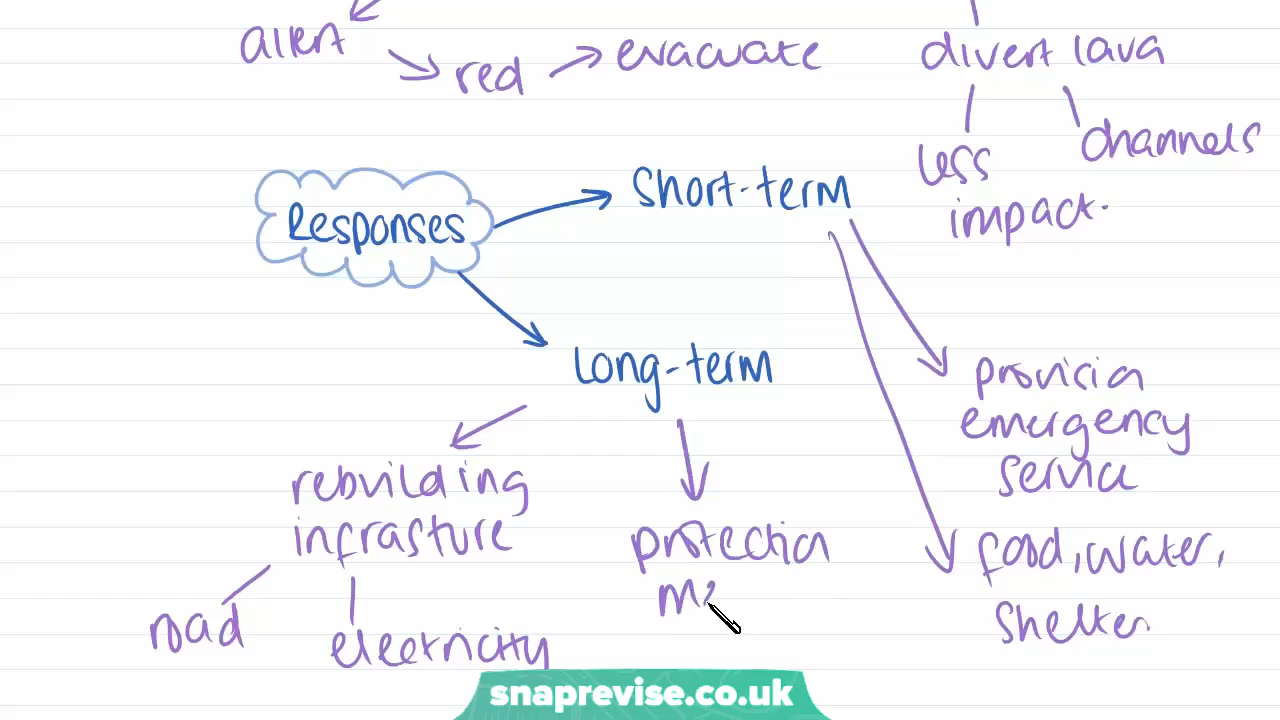 alert
red
evacuate
divert lava
less
impact.
channels
Responses
Short-term
Long-term
provision
emergency
service
food, water,
shelter
rebuilding
infrasture
road
electricity
protection
snaprevise.co.uk